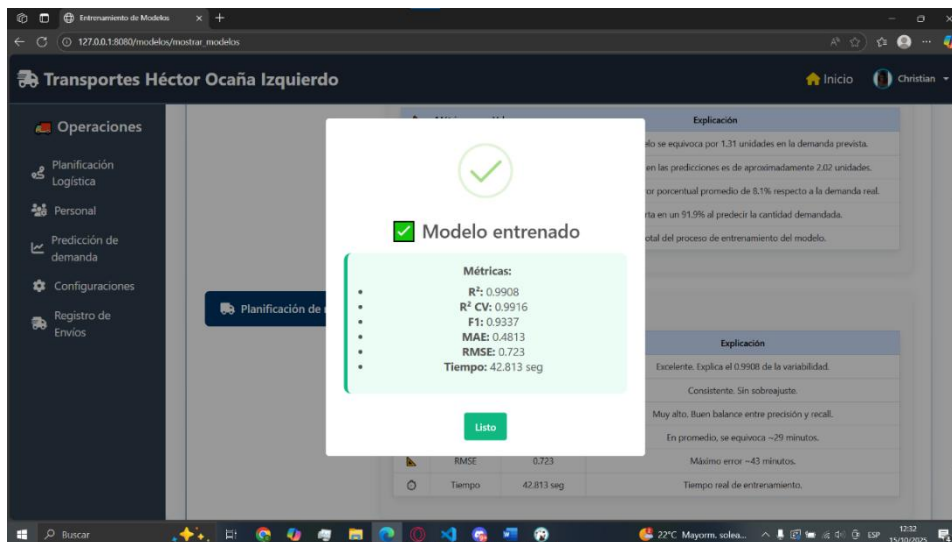 Entrenamiento de Modelos
127.0.0.1:8080/modelos/mostrar_modelos
Transportes Héctor Ocaña Izquierdo
Inicio
Christian
Operaciones
Planificación
Logística
Personal
Predicción de
demanda
Configuraciones
Registro de
Envíos
Explicación
se equivoca por 1.31 unidades en la demanda prevista.
en las predicciones es de aproximadamente 2.02 unidades.
porcentual promedio de 8.1% respecto a la demanda real.
en un 91.9% al predecir la cantidad demandada.
total del proceso de entrenamiento del modelo.
Planificación de
Modelo entrenado
Métricas:
R²: 0.9908
R² CV: 0.9916
F1: 0.9337
MAE: 0.4813
RMSE: 0.723
Tiempo: 42.813 seg
Listo
Explicación
Excelente. Explica el 0.9908 de la variabilidad.
Consistente. Sin sobreajuste.
Muy alto. Buen balance entre precisión y recall.
En promedio, se equivoca ~29 minutos.
RMSE 0.723 Máximo error ~43 minutos.
Tiempo 42.813 seg Tiempo real de entrenamiento.
Buscar
22°C Mayorm. solea...
ESP
12:32
15/10/2025